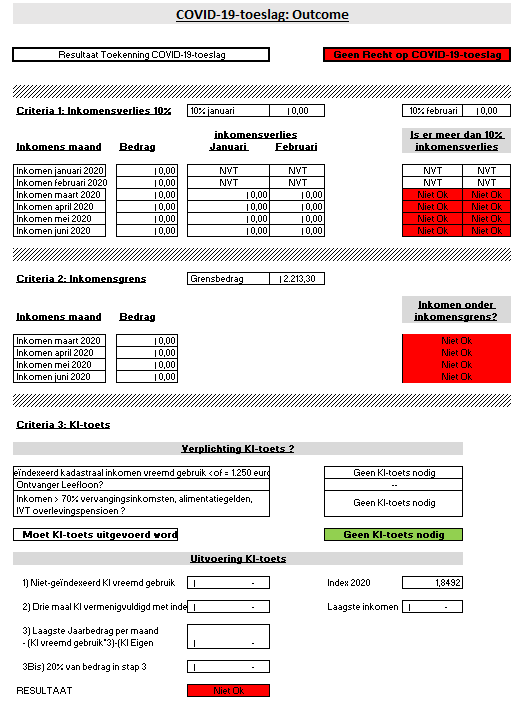 COVID-19-toeslag: Outcome
Resultaat Toekenning COVID-19-toeslag Geen Recht op COVID-19-toeslag
Criteria 1: Inkomensverlies 10% 10% januari | 0,00 10% februari | 0,00
inkomensverlies Is er meer dan 10%
Inkomens maand Bedrag Januari Februari inkomensverlies
Inkomen januari 2020 | 0,00 NVT NVT NVT NVT
Inkomen februari 2020 | 0,00 NVT NVT NVT NVT
Inkomen maart 2020 | 0,00 | 0,00 | 0,00 Niet Ok Niet Ok
Inkomen april 2020 | 0,00 | 0,00 | 0,00 Niet Ok Niet Ok
Inkomen mei 2020 | 0,00 | 0,00 | 0,00 Niet Ok Niet Ok
Inkomen juni 2020 | 0,00 | 0,00 | 0,00 Niet Ok Niet Ok
Criteria 2: Inkomensgrens Grensbedrag | 2.213,30
Inkomen onder
Inkomens maand Bedrag inkomensgrens?
Inkomen maart 2020 | 0,00 Niet Ok
Inkomen april 2020 | 0,00 Niet Ok
Inkomen mei 2020 | 0,00 Niet Ok
Inkomen juni 2020 | 0,00 Niet Ok
Criteria 3: KI-toets
Verplichting KI-toets ?
eïndexeerd kadastraal inkomen vreemd gebruik < of = 1.250 euro Geen KI-toets nodig
Ontvanger Leefloon? --
Inkomen > 70% vervangingsinkomsten, alimentatiegelden,
IVT overlevingspensioen ? Geen KI-toets nodig
Moet KI-toets uitgevoerd word Geen KI-toets nodig
Uitvoering KI-toets
1) Niet-geïndexeerd KI vreemd gebruik | - Index 2020 1,8492
2) Drie maal KI vermenigvuldigd met inde | - Laagste inkomen | -
3) Laagste Jaarbedrag per maand
- (KI vreemd gebruik*3)-(KI Eigen | -
3Bis) 20% van bedrag in stap 3 | -
RESULTAAT Niet Ok